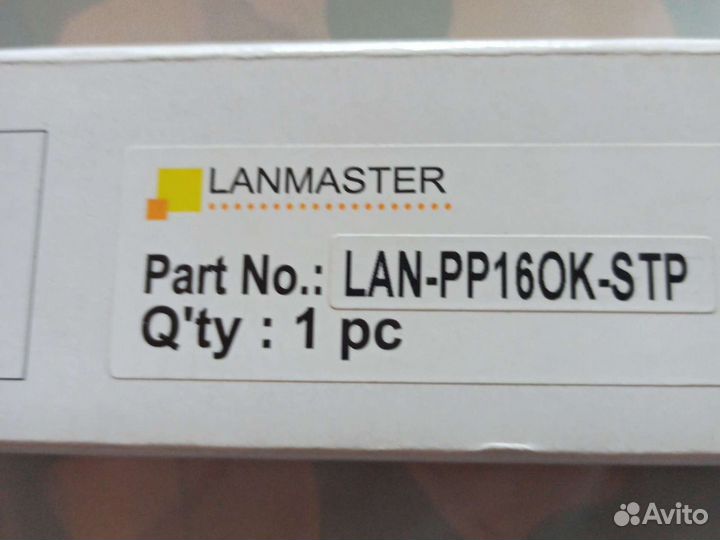 LANMASTER
Part No.: LAN-PP16OK-STP
Q'ty : 1 pc
Avito